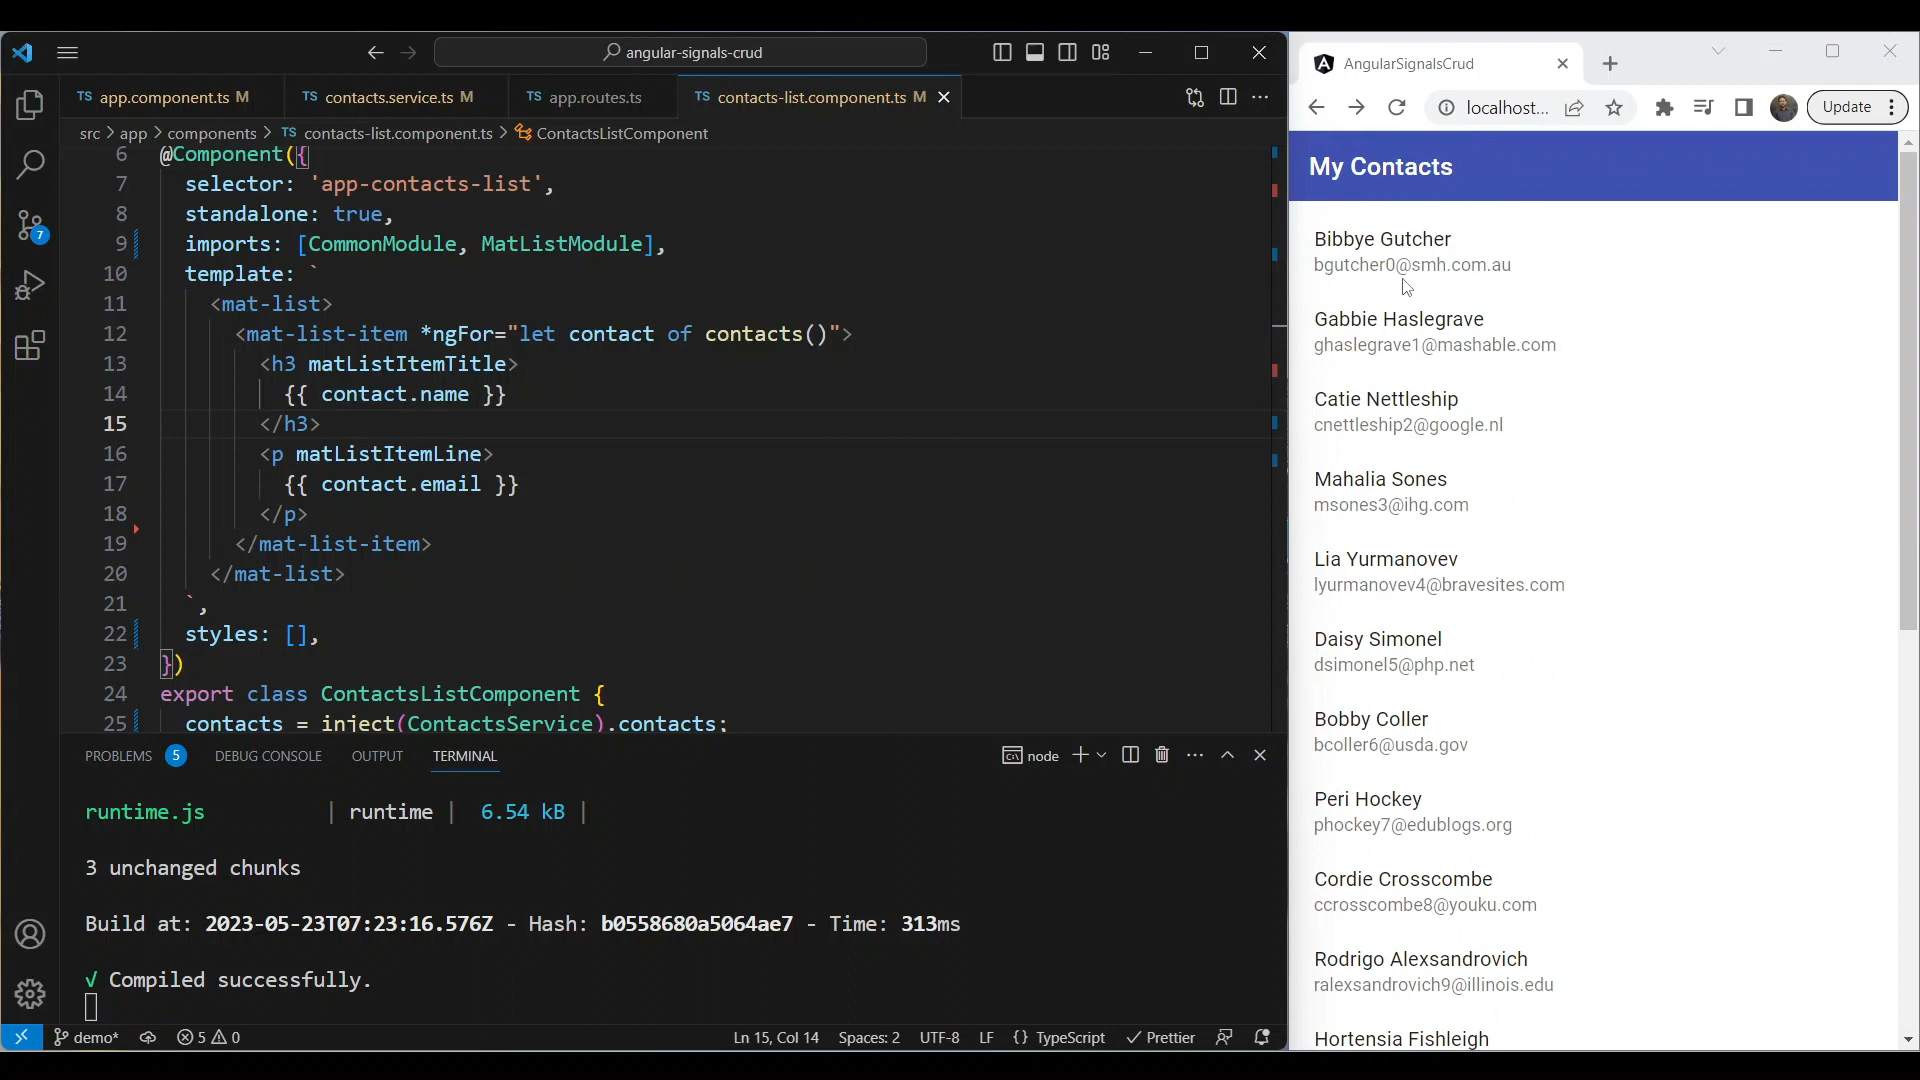 angular-signals-crud
TS app.component.ts M
TS contacts.service.ts M
TS app.routes.ts
TS contacts-list.component.ts M
src > app > components > TS contacts-list.component.ts > ContactsListComponent
6 @Component({
7 selector: 'app-contacts-list',
8 standalone: true,
9 imports: [CommonModule, MatListModule],
10 template: `
11 <mat-list>
12 <mat-list-item *ngFor="let contact of contacts()">
13 <h3 matListItemTitle>
14 {{ contact.name }}
15 </h3>
16 <p matListItemLine>
17 {{ contact.email }}
18 </p>
19 </mat-list-item>
20 </mat-list>
21 `,
22 styles: [],
23 })
24 export class ContactsListComponent {
25 contacts = inject(ContactsService).contacts;
7
PROBLEMS 5 DEBUG CONSOLE OUTPUT TERMINAL
node
runtime.js | runtime | 6.54 kB |
3 unchanged chunks
Build at: 2023-05-23T07:23:16.576Z - Hash: b0558680a5064ae7 - Time: 313ms
√ Compiled successfully.
demo* 5 0 Ln 15, Col 14 Spaces: 2 UTF-8 LF {} TypeScript Prettier
AngularSignalsCrud
localhost...
Update
My Contacts
Bibbye Gutcher
bgutcher0@smh.com.au
Gabbie Haslegrave
ghaslegrave1@mashable.com
Catie Nettleship
cnettleship2@google.nl
Mahalia Sones
msones3@ihg.com
Lia Yurmanovev
lyurmanovev4@bravesites.com
Daisy Simonel
dsimonel5@php.net
Bobby Coller
bcoller6@usda.gov
Peri Hockey
phockey7@edublogs.org
Cordie Crosscombe
ccrosscombe8@youku.com
Rodrigo Alexsandrovich
ralexsandrovich9@illinois.edu
Hortensia Fishleigh